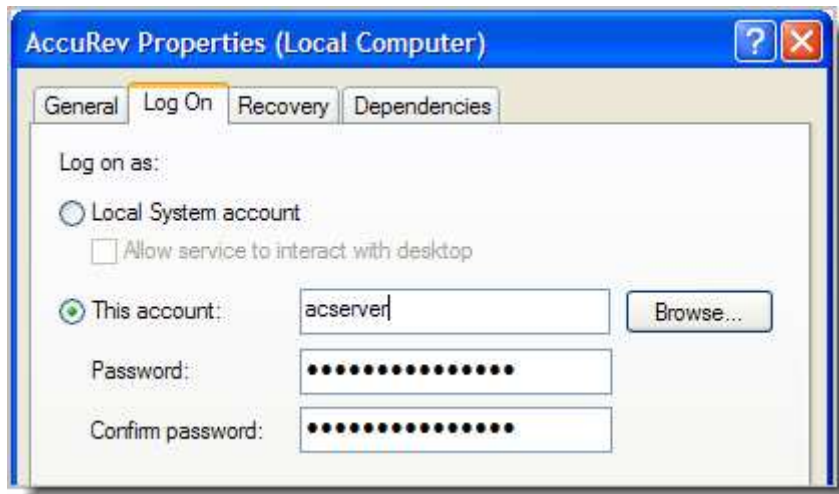 AccuRev Properties (Local Computer)
General Log On Recovery Dependencies
Log on as:
Local System account
Allow service to interact with desktop
This account: acserver Browse...
Password: •••••••••••••••
Confirm password: •••••••••••••••